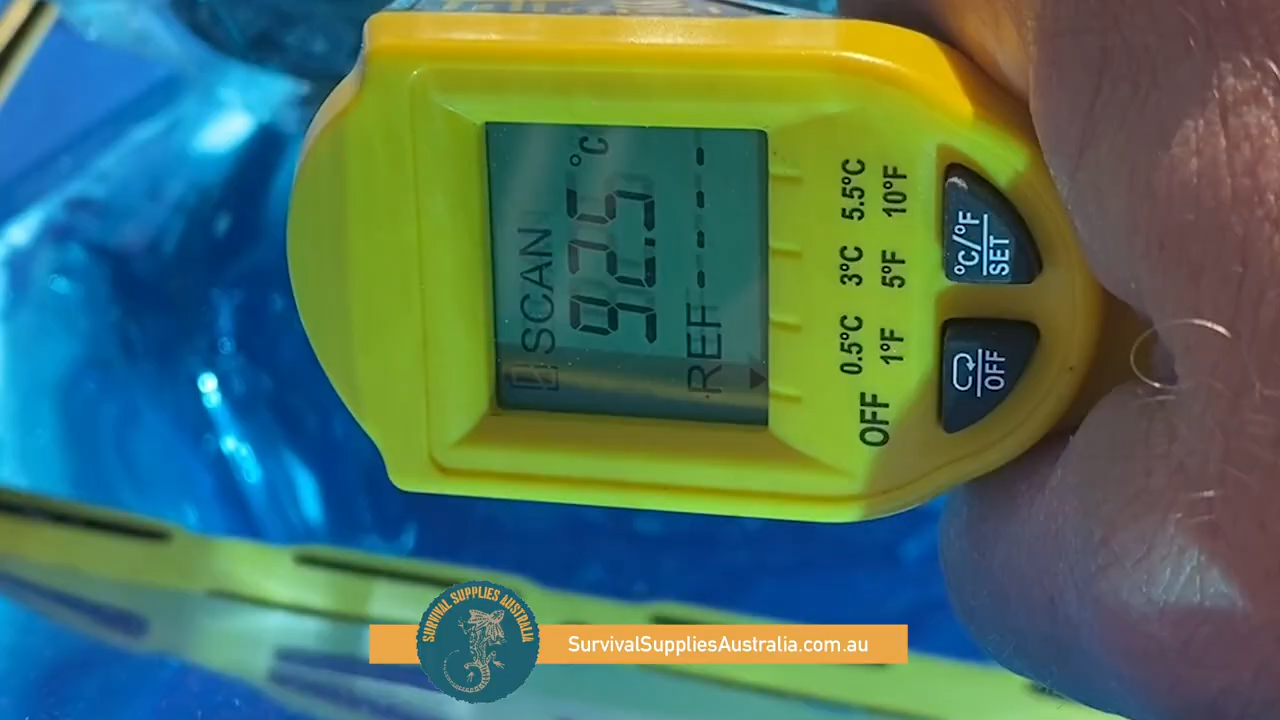 SCAN
92.5 °C
REF ----
OFF
0.5°C 3°C 5.5°C
1°F 5°F 10°F
OFF
°C/°F
SET
SURVIVAL SUPPLIES AUSTRALIA
SurvivalSuppliesAustralia.com.au